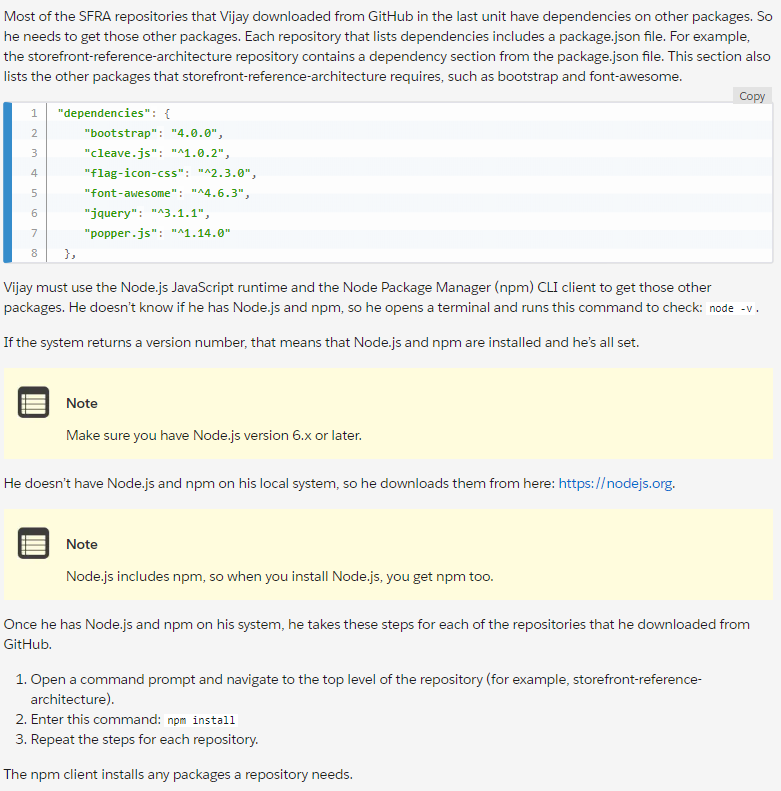 Most of the SFRA repositories that Vijay downloaded from GitHub in the last unit have dependencies on other packages. So
he needs to get those other packages. Each repository that lists dependencies includes a package.json file. For example,
the storefront-reference-architecture repository contains a dependency section from the package.json file. This section also
lists the other packages that storefront-reference-architecture requires, such as bootstrap and font-awesome.
Copy
1 "dependencies": {
2 "bootstrap": "4.0.0",
3 "cleave.js": "^1.0.2",
4 "flag-icon-css": "^2.3.0",
5 "font-awesome": "^4.6.3",
6 "jquery": "^3.1.1",
7 "popper.js": "^1.14.0"
8 },
Vijay must use the Node.js JavaScript runtime and the Node Package Manager (npm) CLI client to get those other
packages. He doesn't know if he has Node.js and npm, so he opens a terminal and runs this command to check: node -v.
If the system returns a version number, that means that Node.js and npm are installed and he's all set.
Note
Make sure you have Node.js version 6.x or later.
He doesn't have Node.js and npm on his local system, so he downloads them from here: https://nodejs.org.
Note
Node.js includes npm, so when you install Node.js, you get npm too.
Once he has Node.js and npm on his system, he takes these steps for each of the repositories that he downloaded from
GitHub.
1. Open a command prompt and navigate to the top level of the repository (for example, storefront-reference-
architecture).
2. Enter this command: npm install
3. Repeat the steps for each repository.
The npm client installs any packages a repository needs.